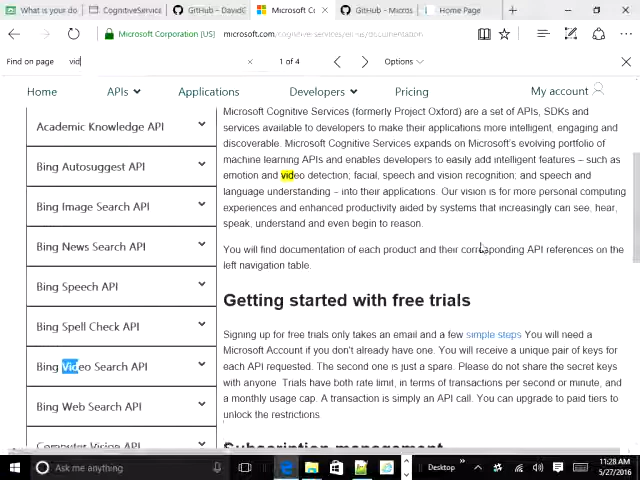 What is your do
CognitiveService
GitHub - David
Microsoft Co
GitHub - Micros
Home Page
Microsoft Corporation [US]
microsoft.com/cognitive-services/en-us/documentation
Find on page
vid
1 of 4
Options
Home
APIs
Applications
Developers
Pricing
My account
Academic Knowledge API
Bing Autosuggest API
Bing Image Search API
Bing News Search API
Bing Speech API
Bing Spell Check API
Bing Video Search API
Bing Web Search API
Computer Vision API
Microsoft Cognitive Services (formerly Project Oxford) are a set of APIs, SDKs and
services available to developers to make their applications more intelligent, engaging and
discoverable. Microsoft Cognitive Services expands on Microsoft's evolving portfolio of
machine learning APIs and enables developers to easily add intelligent features – such as
emotion and video detection; facial, speech and vision recognition; and speech and
language understanding – into their applications. Our vision is for more personal computing
experiences and enhanced productivity aided by systems that increasingly can see, hear,
speak, understand and even begin to reason.
You will find documentation of each product and their corresponding API references on the
left navigation table.
Getting started with free trials
Signing up for free trials only takes an email and a few simple steps You will need a
Microsoft Account if you don't already have one. You will receive a unique pair of keys for
each API requested. The second one is just a spare. Please do not share the secret keys
with anyone. Trials have both rate limit, in terms of transactions per second or minute, and
a monthly usage cap. A transaction is simply an API call. You can upgrade to paid tiers to
unlock the restrictions
Subscription management
Ask me anything
Desktop
11:28 AM
5/27/2016